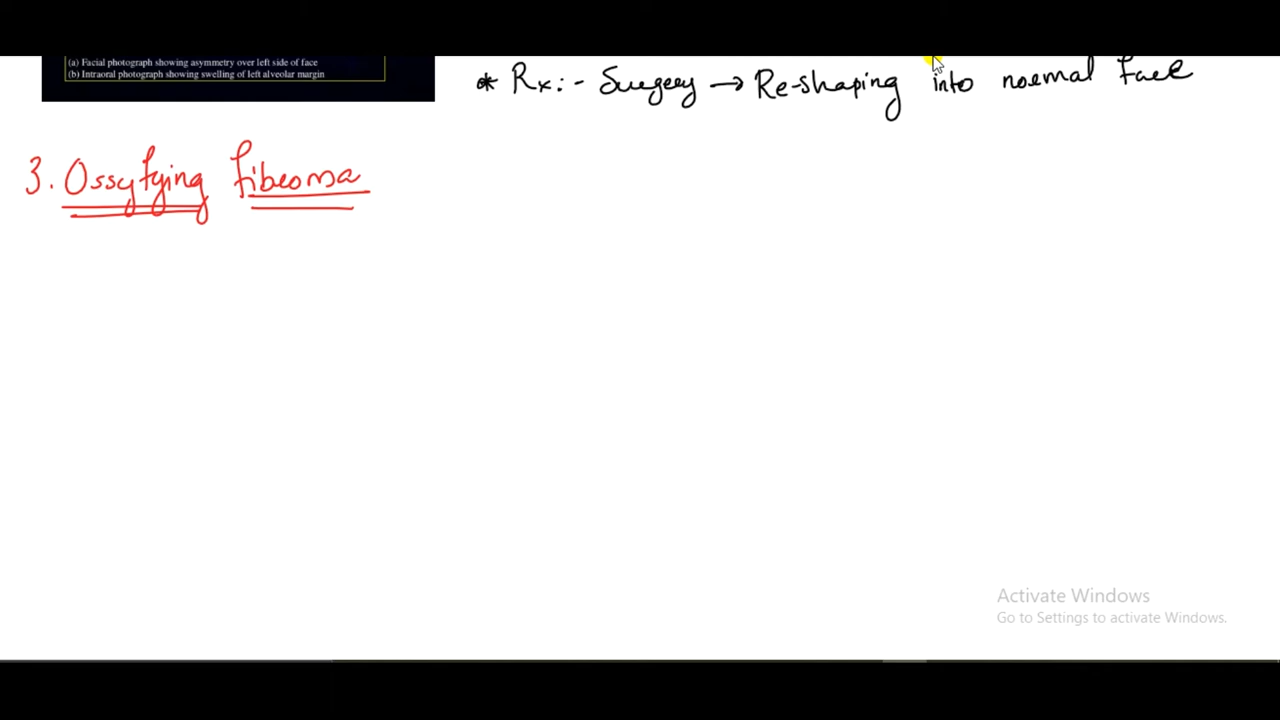 (a) Facial photograph showing asymmetry over left side of face
(b) Intraoral photograph showing swelling of left alveolar margin
* Rx:- Surgery → Re-shaping into normal face
3. Ossyfying fibroma
Activate Windows
Go to Settings to activate Windows.